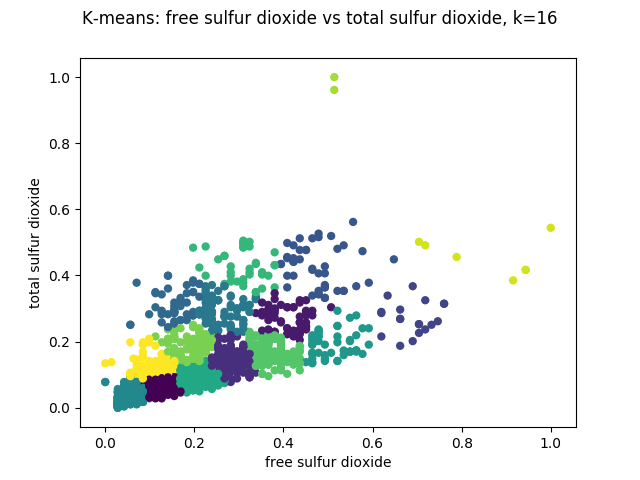 K-means: free sulfur dioxide vs total sulfur dioxide, k=16
1.0
0.8
0.6
0.4
0.2
0.0
total sulfur dioxide
0.0 0.2 0.4 0.6 0.8 1.0
free sulfur dioxide